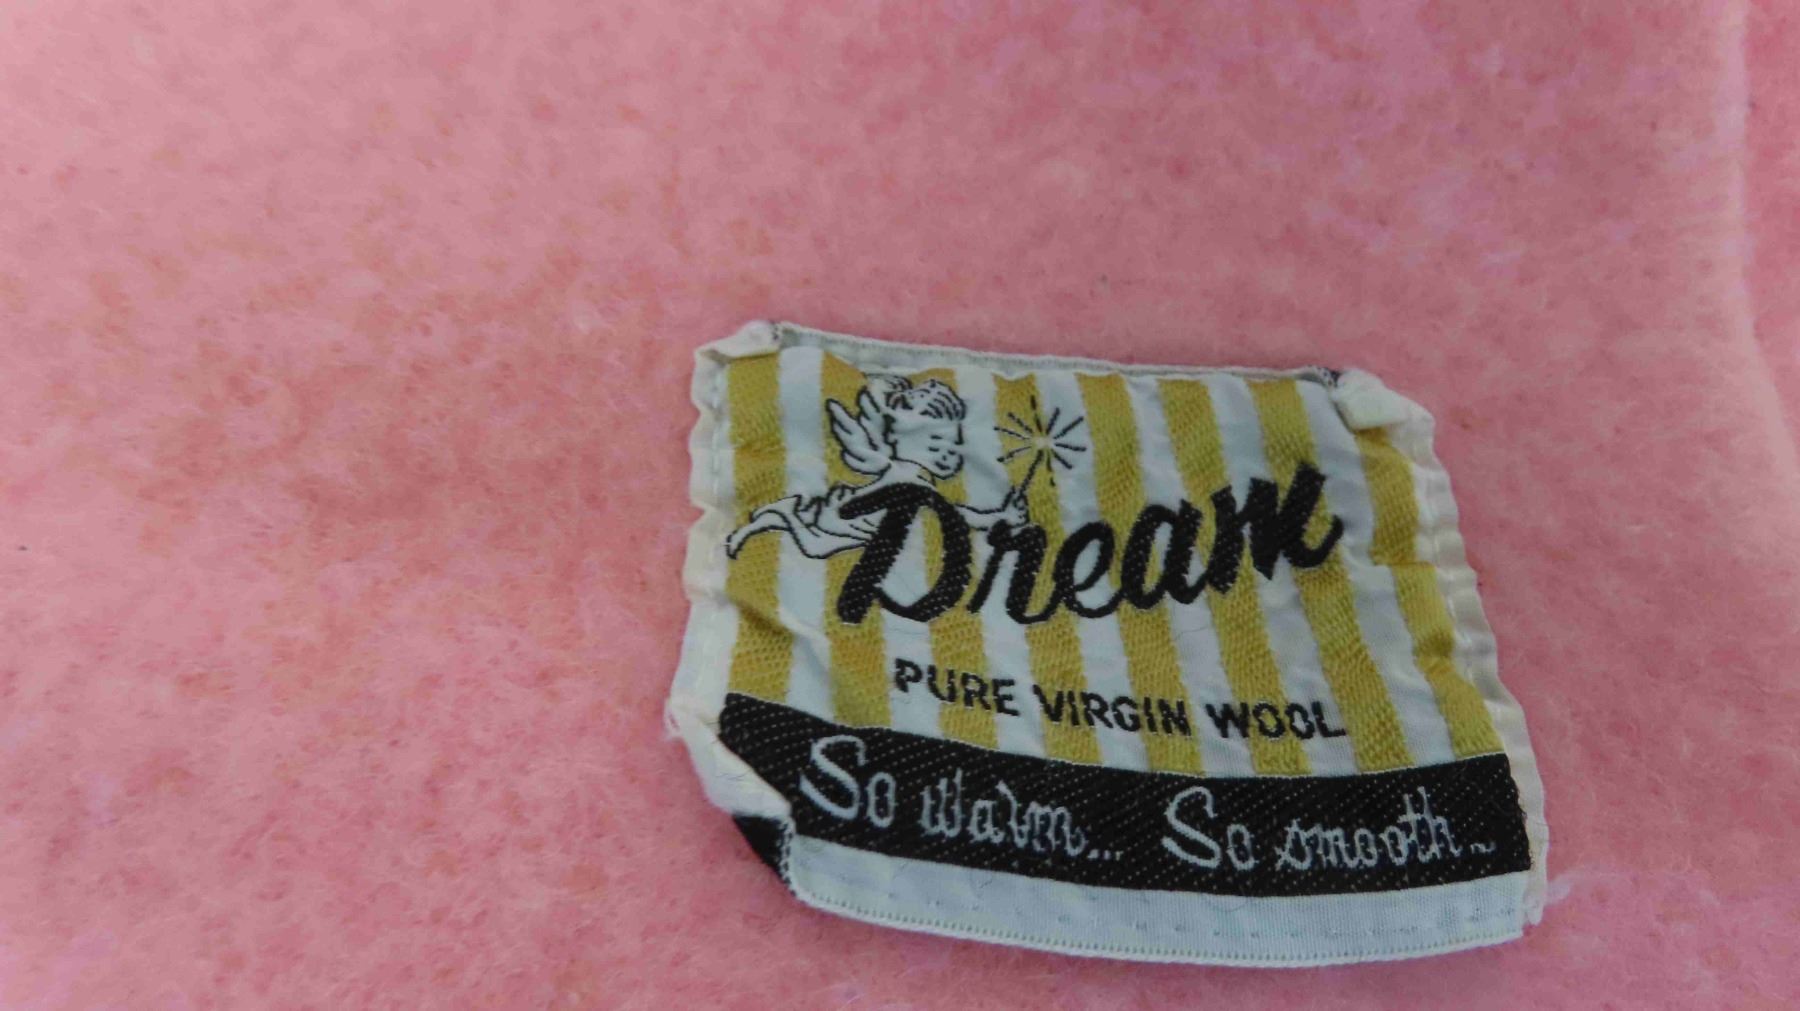 Dream
PURE VIRGIN WOOL
So warm... So smooth...